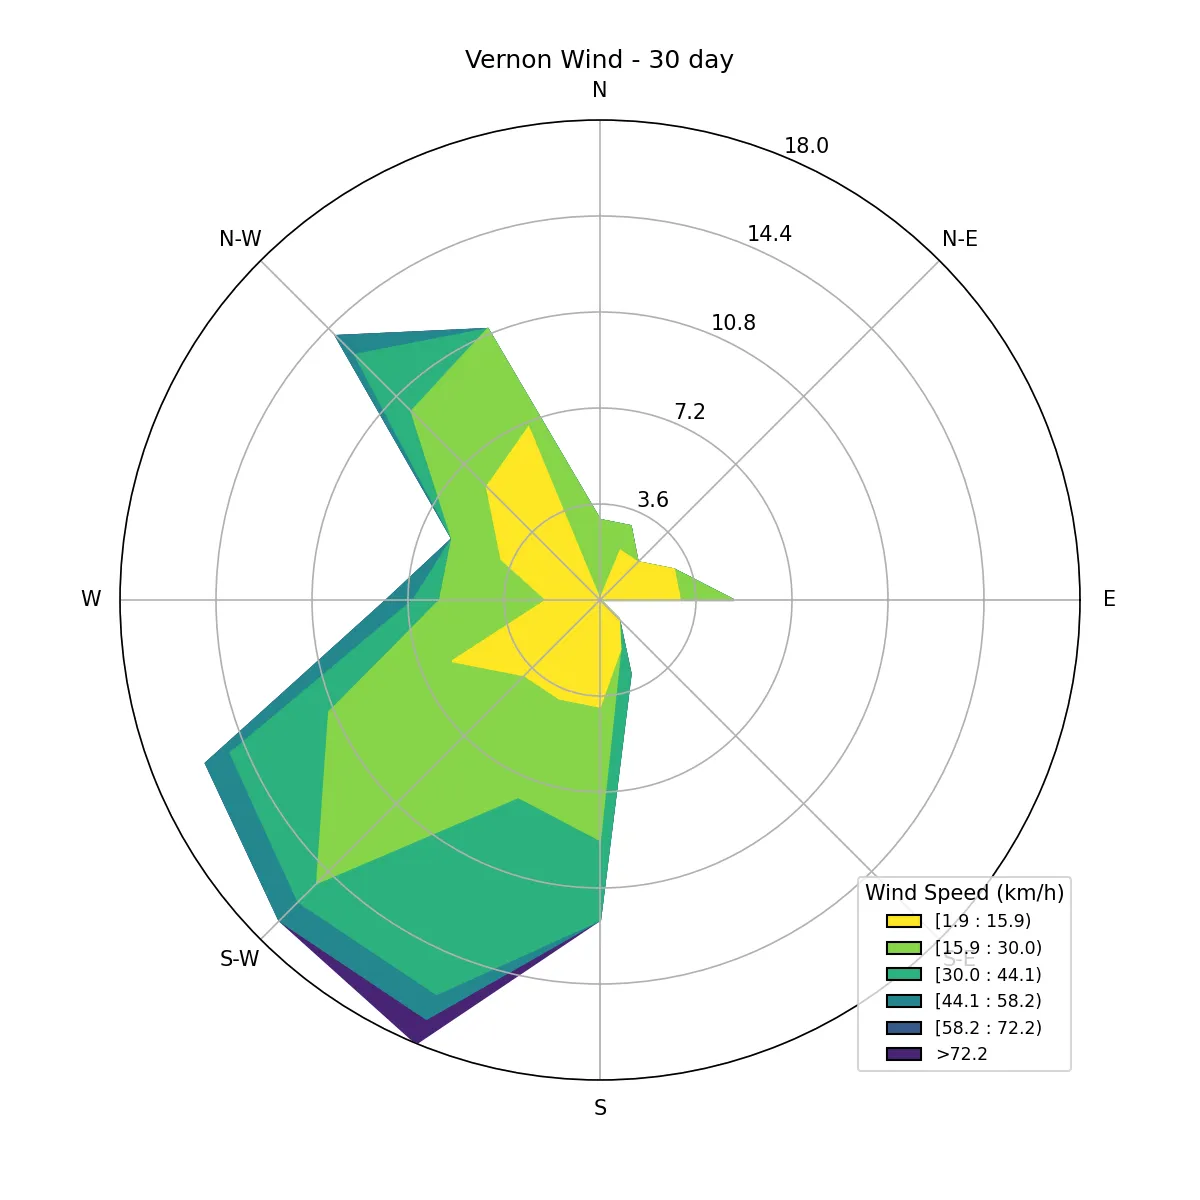 Vernon Wind - 30 day
N
18.0
N-W
N-E
14.4
10.8
7.2
3.6
W
E
S-W
S-E
Wind Speed (km/h)
[1.9 : 15.9)
[15.9 : 30.0)
[30.0 : 44.1)
[44.1 : 58.2)
[58.2 : 72.2)
>72.2
S